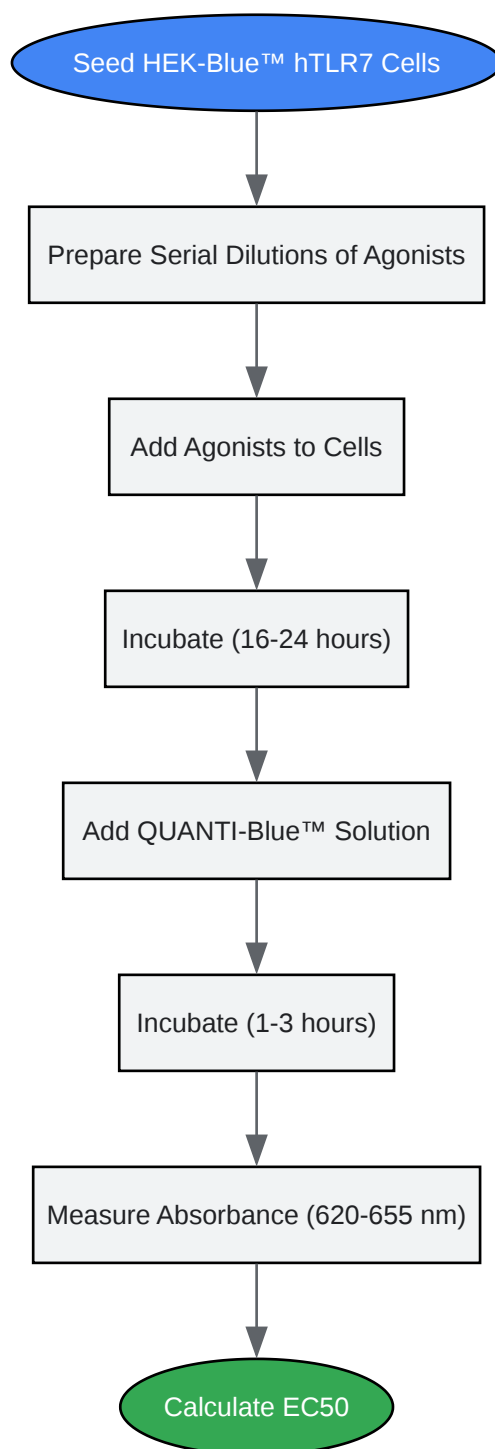 Seed HEK-Blue™ hTLR7 Cells
Prepare Serial Dilutions of Agonists
Add Agonists to Cells
Incubate (16-24 hours)
Add QUANTI-Blue™ Solution
Incubate (1-3 hours)
Measure Absorbance (620-655 nm)
Calculate EC50